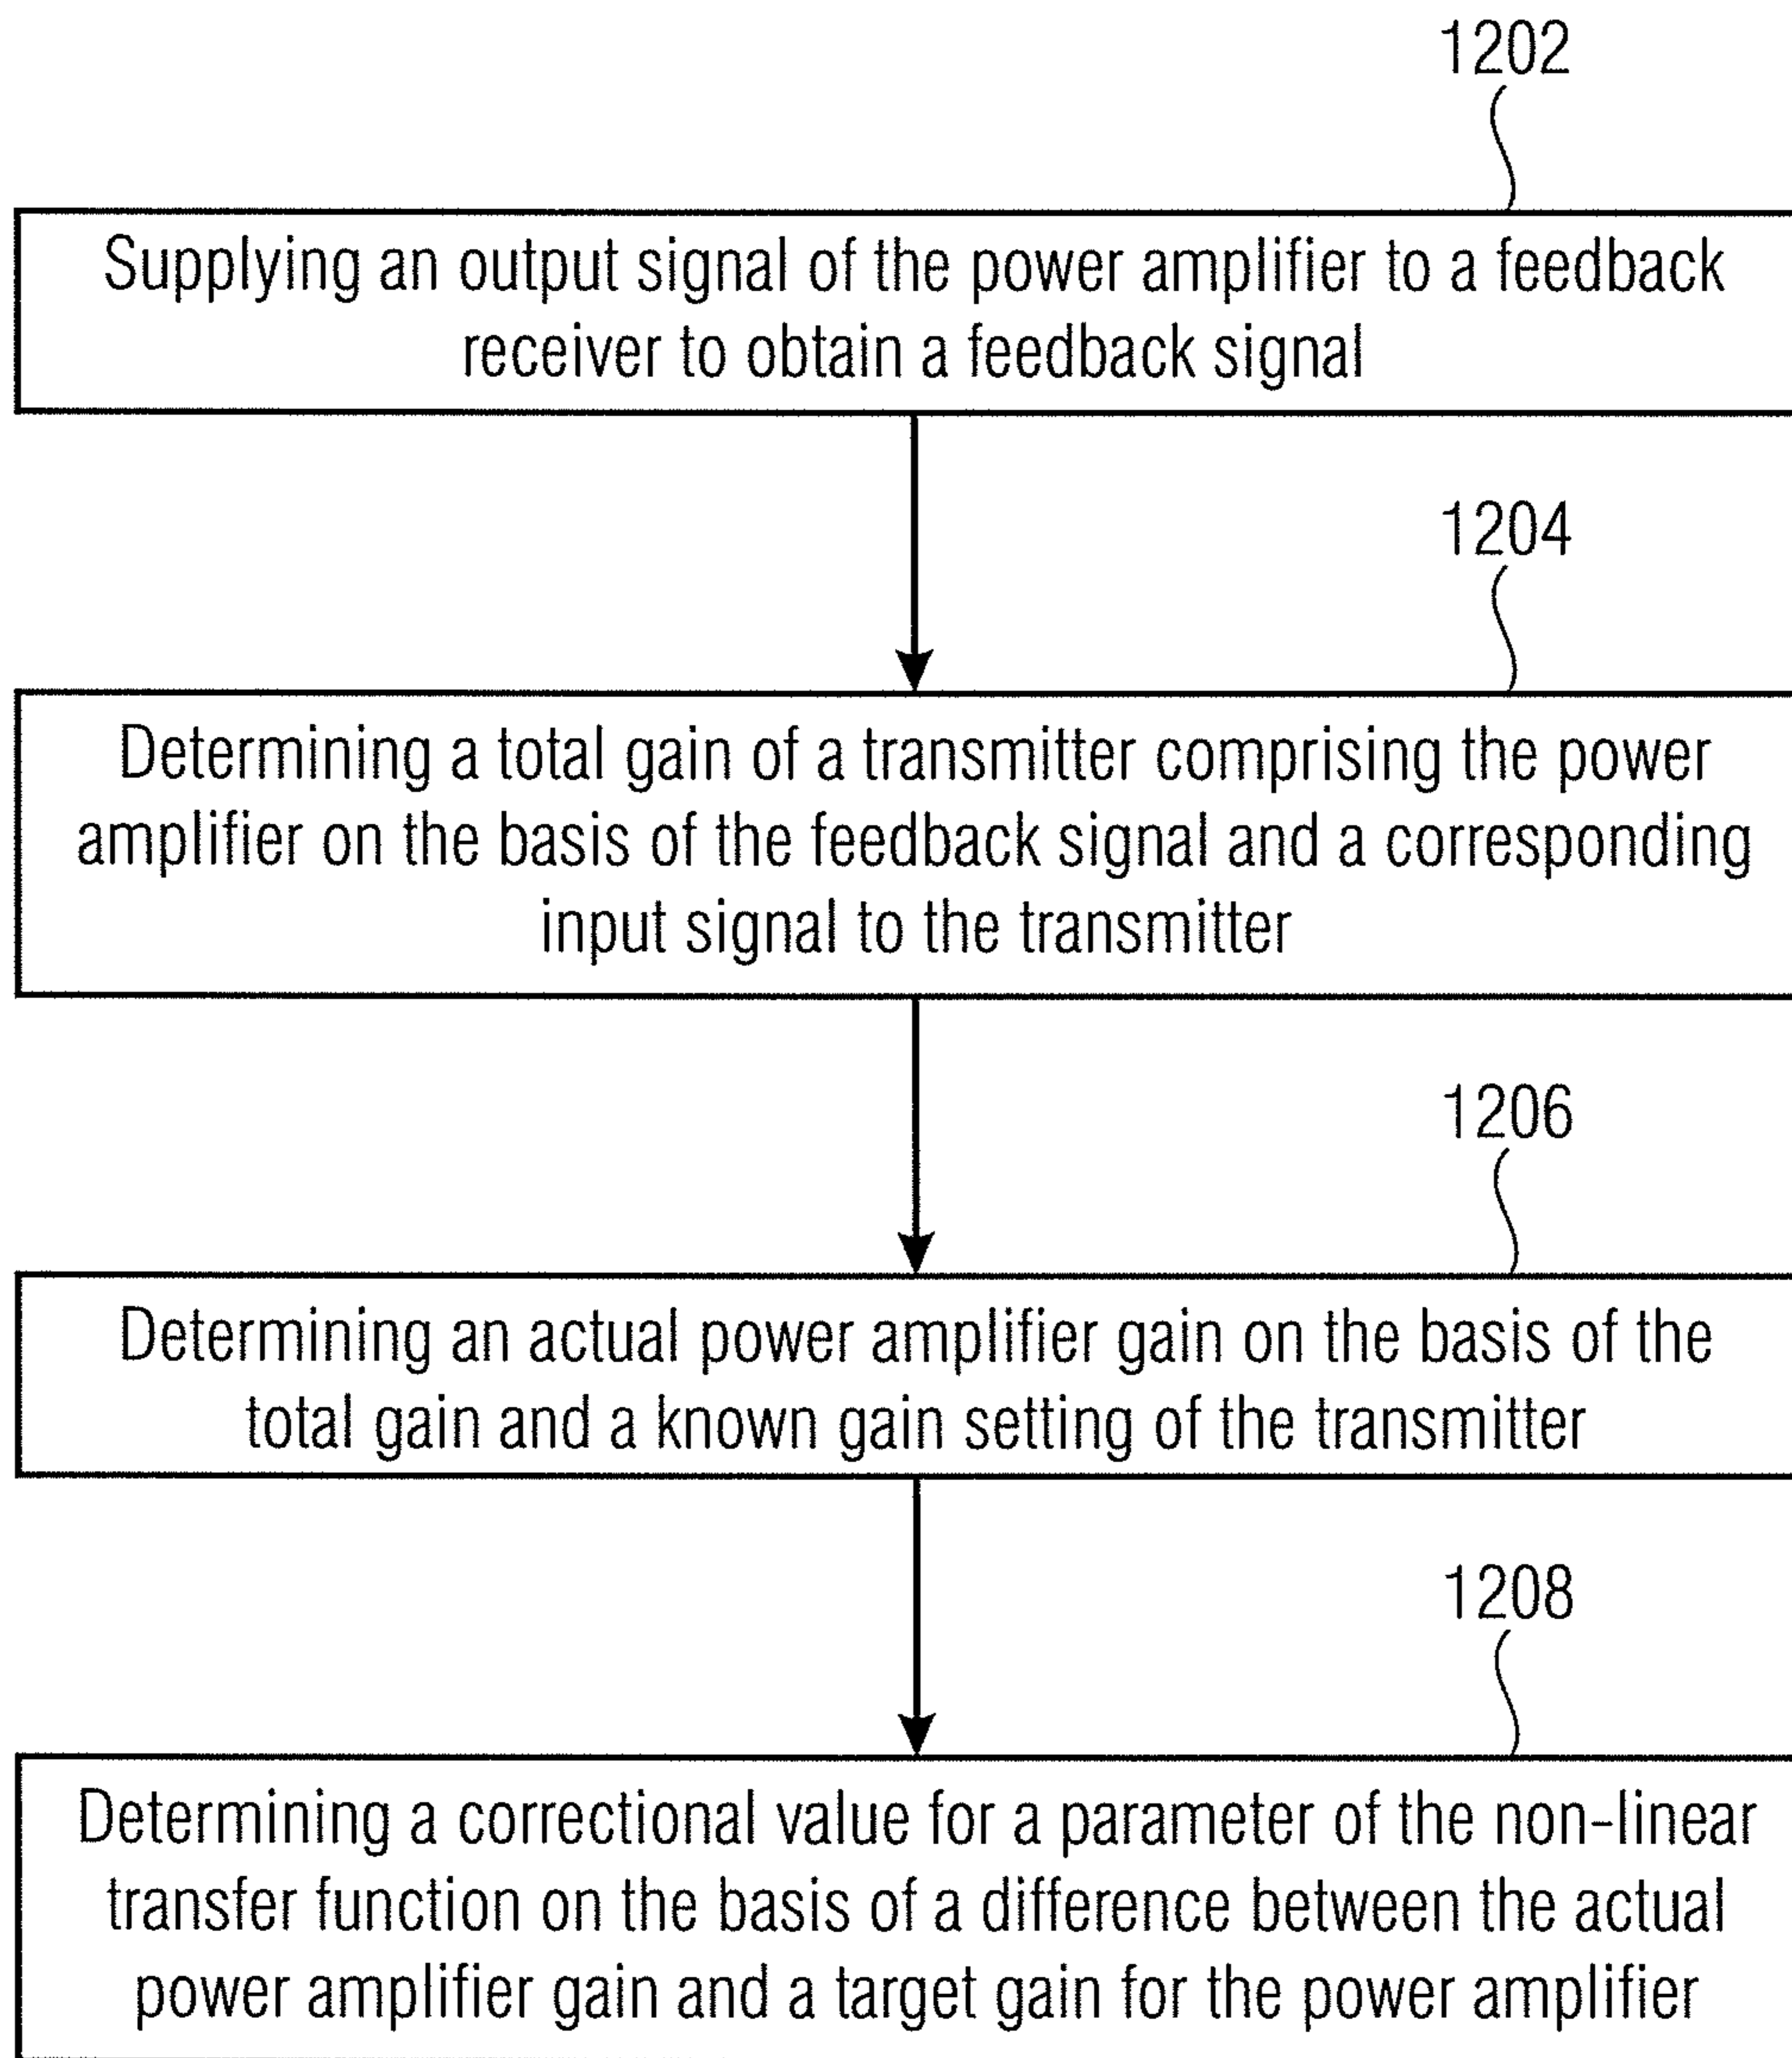 1202
Supplying an output signal of the power amplifier to a feedback
receiver to obtain a feedback signal
1204
Determining a total gain of a transmitter comprising the power
amplifier on the basis of the feedback signal and a corresponding
input signal to the transmitter
1206
Determining an actual power amplifier gain on the basis of the
total gain and a known gain setting of the transmitter
1208
Determining a correctional value for a parameter of the non-linear
transfer function on the basis of a difference between the actual
power amplifier gain and a target gain for the power amplifier